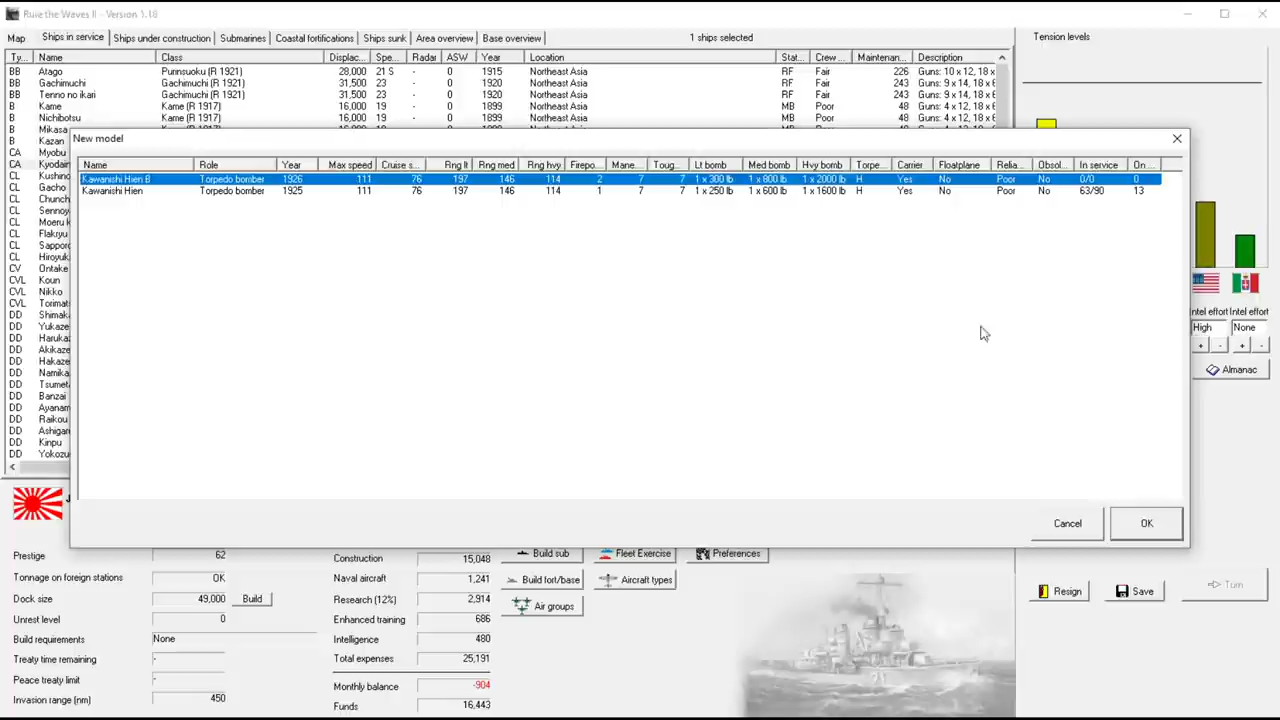 Rule the Waves II - Version 1.18
Map Ships in service Ships under construction Submarines Coastal fortifications Ships sunk Area overview Base overview 1 ships selected Tension levels
Ty... Name Class Displac... Spe... Radar ASW Year Location Stat... Crew ... Maintenan... Description
BB Atago Purinsuoku (R 1921) 28,000 21 S - 0 1915 Northeast Asia RF Fair 226 Guns: 10 x 12, 18 x
BB Gachimuchi Gachimuchi (R 1921) 31,500 23 - 0 1920 Northeast Asia RF Fair 243 Guns: 9 x 14, 18 x 6
BB Tenno no ikari Gachimuchi (R 1921) 31,500 23 - 0 1920 Northeast Asia RF Fair 243 Guns: 9 x 14, 18 x 6
B Kame Kame (R 1917) 16,000 19 - 0 1899 Northeast Asia MB Poor 48 Guns: 4 x 12, 18 x 6
B Nichibotsu Kame (R 1917) 16,000 19 - 0 1899 Northeast Asia MB Poor 48 Guns: 4 x 12, 18 x 6
B Mikasa
B Kazan
CA Myobu
CA Kyodain
CL Kushino
CL Gacho
CL Chunch
CL Sennoy
CL Moeru k
CL Flakryu
CL Sapporo
CL Hiroyuk
CV Ontake
CVL Koun
CVL Nikko
CVL Torimat
DD Shimaka
DD Yukaze
DD Haruka
DD Akikaze
DD Hakaze
DD Namika
DD Tsumeta
DD Banzai
DD Ayanam
DD Raikou
DD Ashigar
DD Kinpu
DD Yokozu
New model
Name Role Year Max speed Cruise s... Rng lt Rng med Rng hvy Firepo... Mane... Toug... Lt bomb Med bomb Hvy bomb Torpe... Carrier Floatplane Relia... Obsol... In service On ...
Kawanishi Hien B Torpedo bomber 1926 111 76 197 146 114 2 7 7 1 x 300 lb 1 x 800 lb 1 x 2000 lb H Yes No Poor No 0/0 0
Kawanishi Hien Torpedo bomber 1925 111 76 197 146 114 1 7 7 1 x 250 lb 1 x 600 lb 1 x 1600 lb H Yes No Poor No 63/90 13
Cancel OK
Intel effort Intel effort
High None
+ - + -
Almanac
Prestige 62
Tonnage on foreign stations OK
Dock size 49,000 Build
Unrest level 0
Build requirements None
Treaty time remaining -
Peace treaty limit -
Invasion range (nm) 450
Construction 15,048
Naval aircraft 1,241
Research (12%) 2,914
Enhanced training 686
Intelligence 480
Total expenses 25,191
Monthly balance -904
Funds 16,443
Build sub Fleet Exercise Preferences
Build fort/base Aircraft types
Air groups
Resign Save Turn